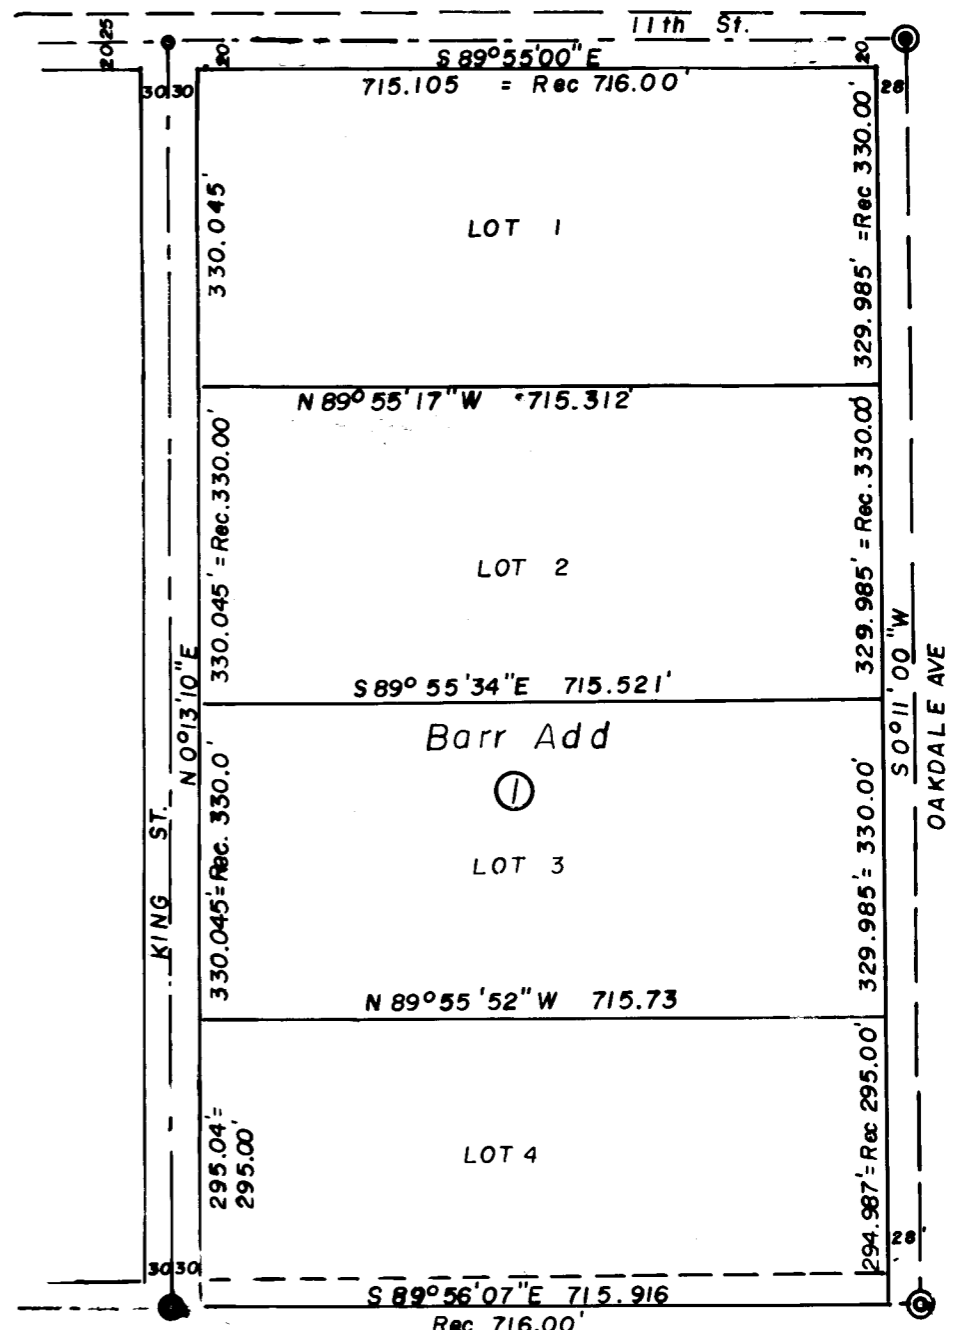 11th St.
20 25
20
20
S 89° 55' 00" E
30 30
715.105 = Rec 716.00'
28'
330.045'
329.985' = Rec 330.00'
LOT 1
N 89° 55' 17" W 715.312'
330.045' = Rec. 330.00'
329.985' = Rec. 330.00'
LOT 2
S 89° 55' 34" E 715.521'
N 0° 13' 10" E
S 0° 11' 00" W
OAKDALE AVE
KING ST.
Barr Add
1
330.045' = Rec. 330.0'
329.985' = 330.00'
LOT 3
N 89° 55' 52" W 715.73
295.04' =
295.00'
294.987' = Rec 295.00'
LOT 4
28'
30 30
S 89° 56' 07" E 715.916
Rec 716.00'